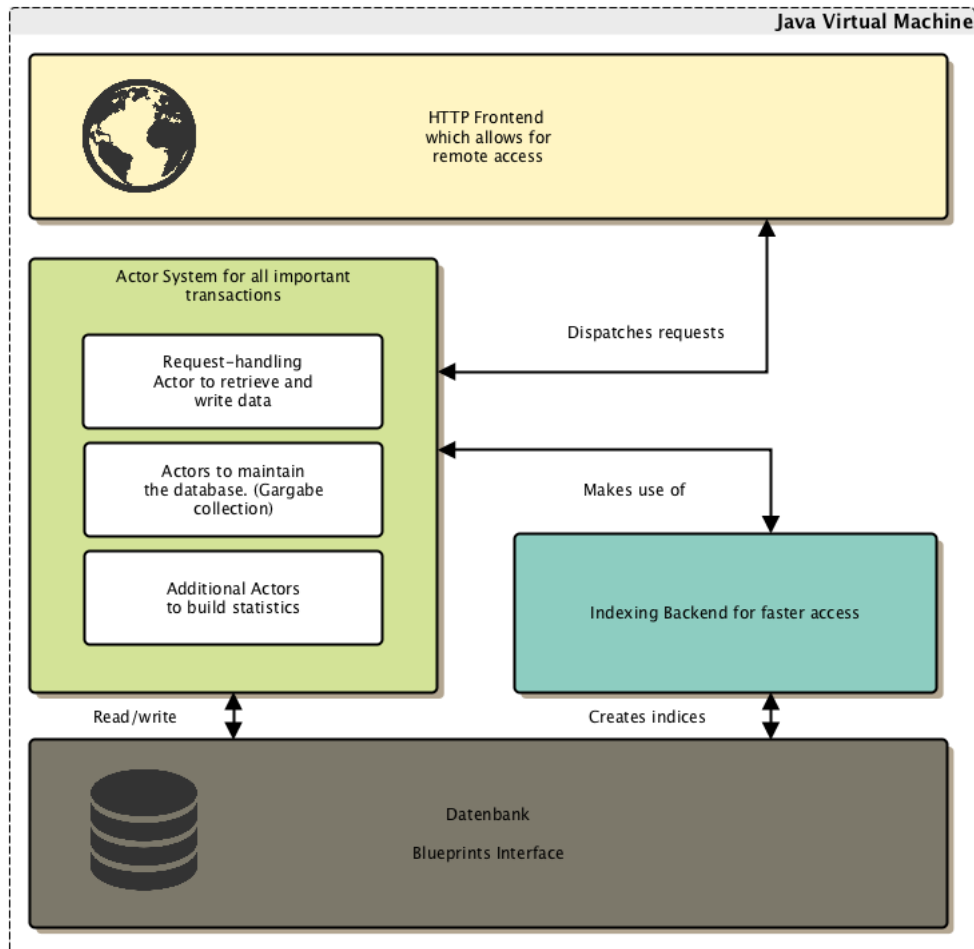 Java Virtual Machine
HTTP Frontend
which allows for
remote access
Actor System for all important
transactions
Dispatches requests
Request-handling
Actor to retrieve and
write data
Actors to maintain
the database. (Gargabe
collection)
Makes use of
Additional Actors
to build statistics
Indexing Backend for faster access
Read/write
Creates indices
Datenbank
Blueprints Interface